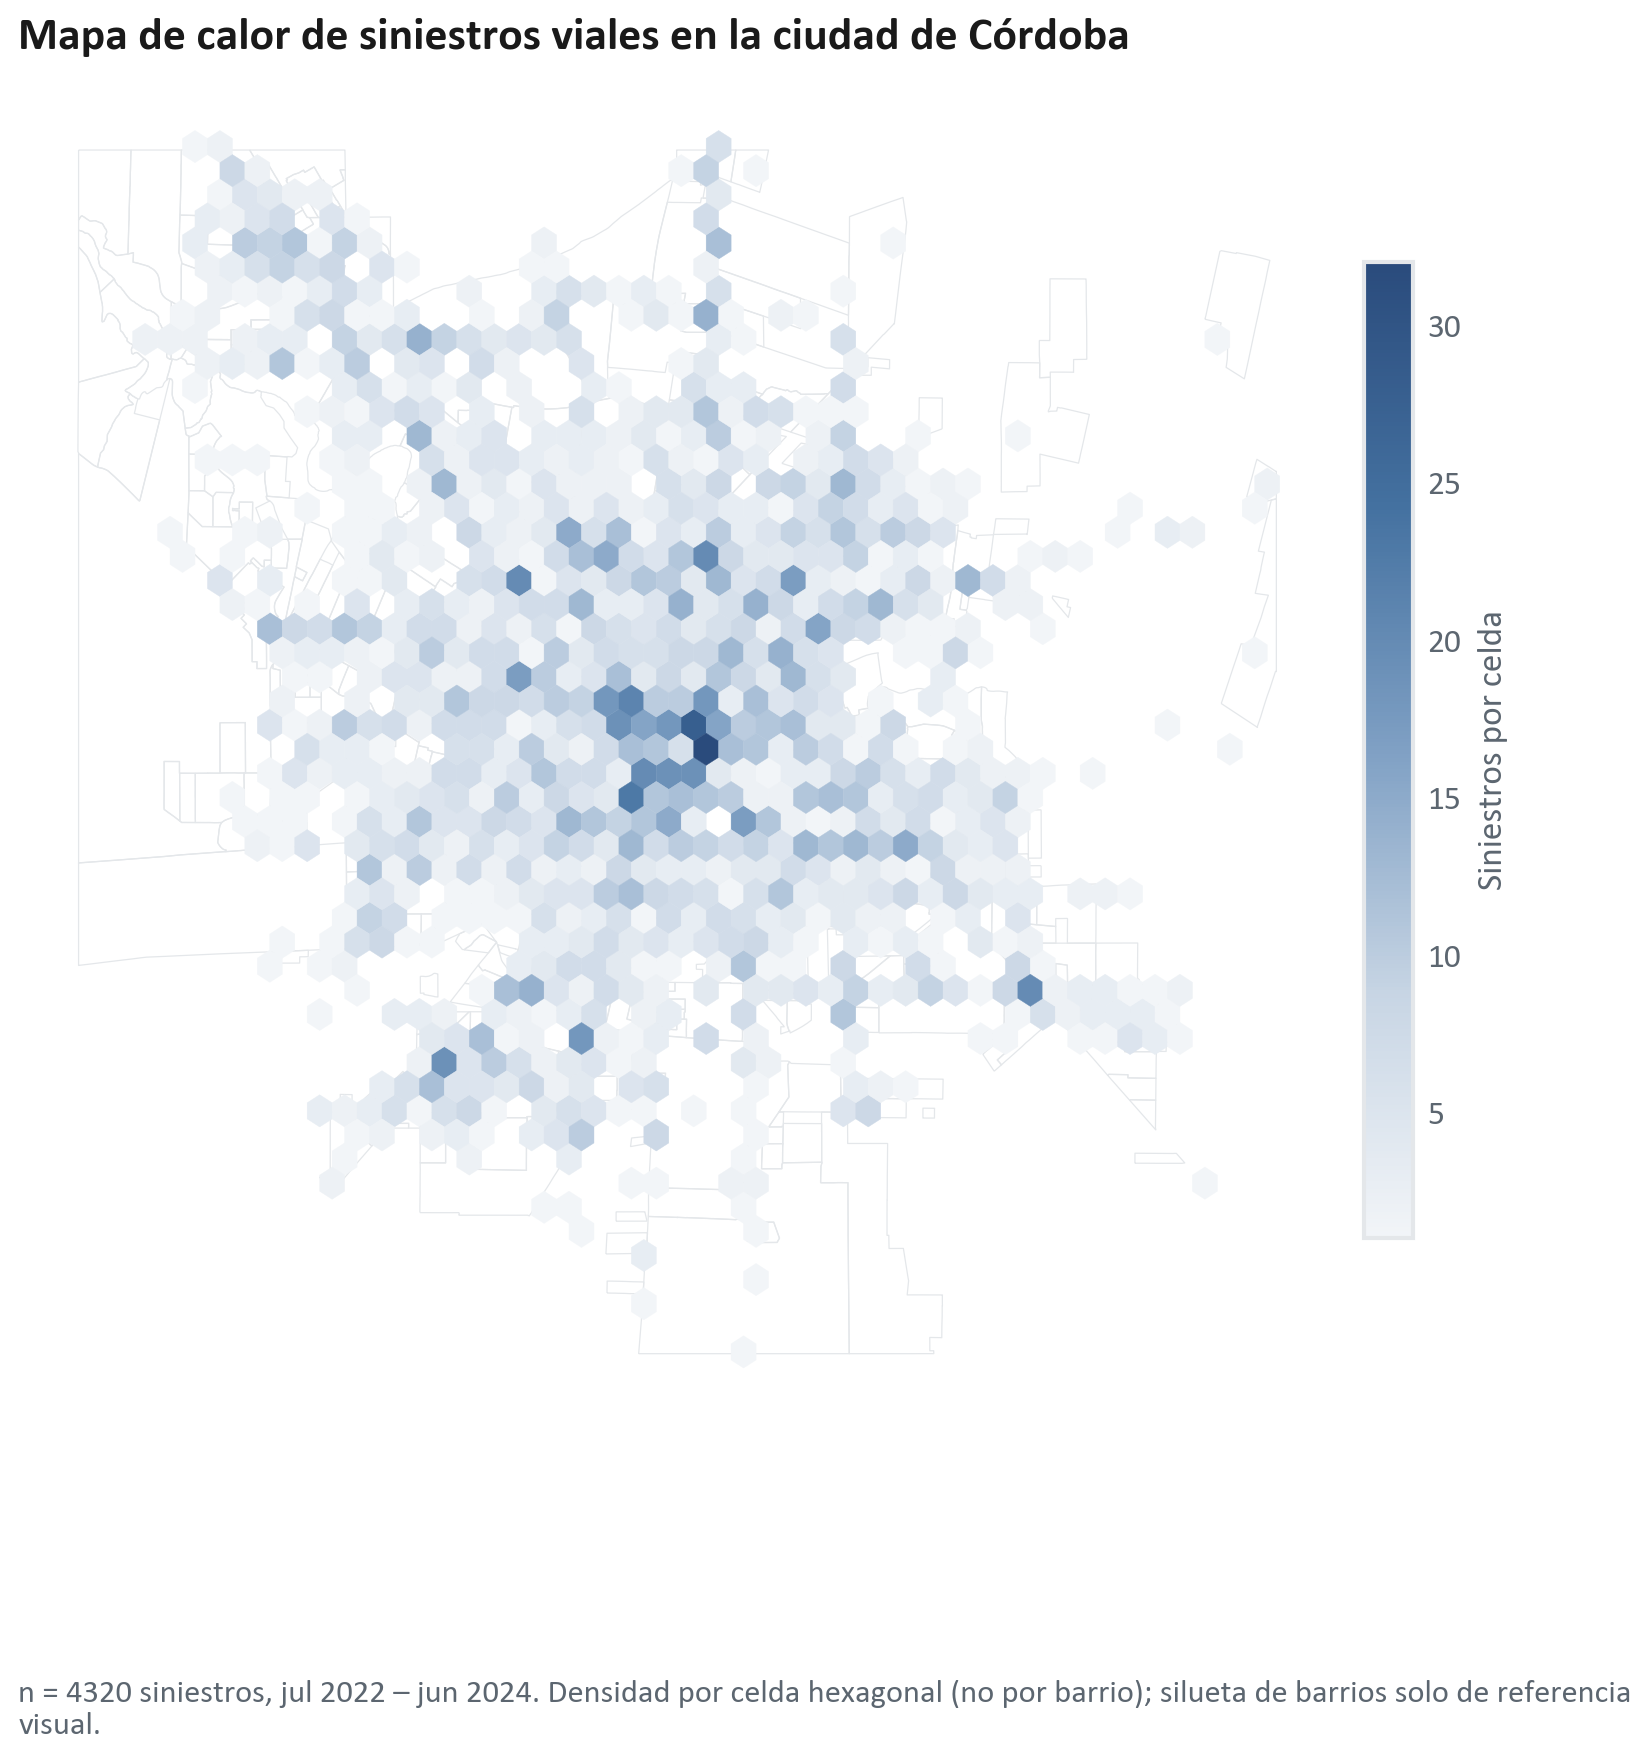 Mapa de calor de siniestros viales en la ciudad de Córdoba
30
25
20
15
10
5
Siniestros por celda
n = 4320 siniestros, jul 2022 – jun 2024. Densidad por celda hexagonal (no por barrio); silueta de barrios solo de referencia
visual.